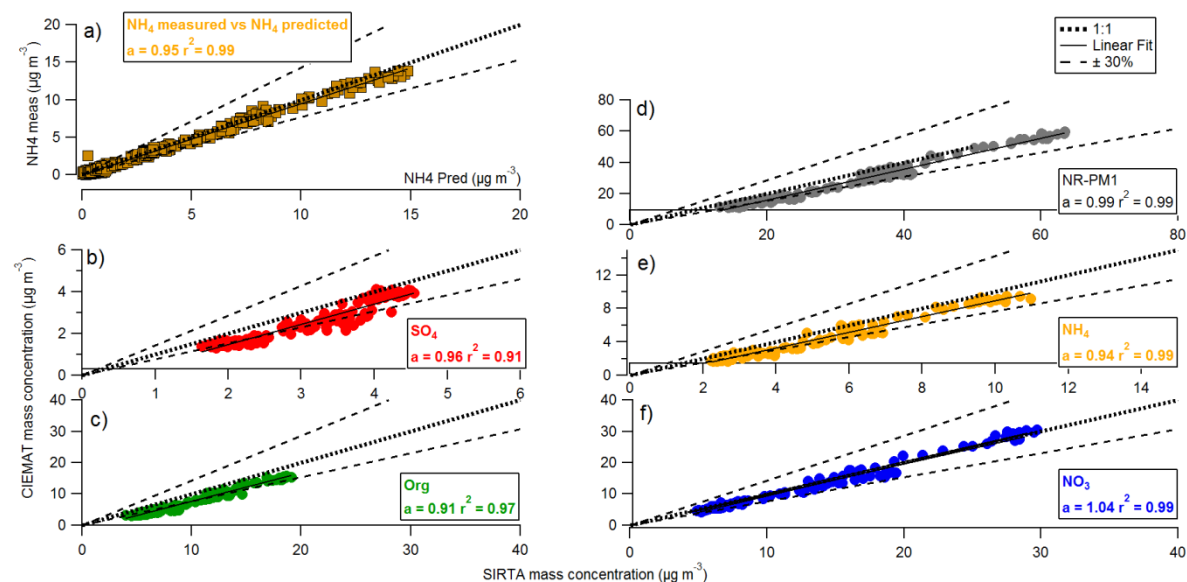 a)
NH4 measured vs NH4 predicted
a = 0.95 r2 = 0.99
NH4 meas (µg m-3)
20
15
10
5
0
NH4 Pred (µg m-3)
0 5 10 15 20
1:1
Linear Fit
± 30%
d)
80
60
40
20
0
NR-PM1
a = 0.99 r2 = 0.99
0 20 40 60 80
CIEMAT mass concentration (µg m-3)
b)
6
4
2
0
SO4
a = 0.96 r2 = 0.91
0 1 2 3 4 5 6
e)
12
8
4
0
NH4
a = 0.94 r2 = 0.99
0 2 4 6 8 10 12 14
c)
40
30
20
10
0
Org
a = 0.91 r2 = 0.97
0 10 20 30 40
f)
40
30
20
10
0
NO3
a = 1.04 r2 = 0.99
0 10 20 30 40
SIRTA mass concentration (µg m-3)